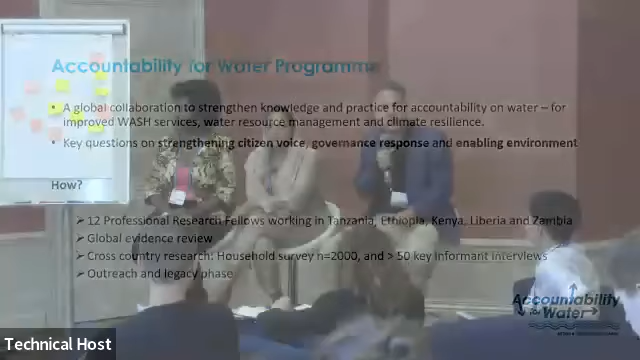 Accountability for Water Programme
• A global collaboration to strengthen knowledge and practice for accountability on water – for
improved WASH services, water resource management and climate resilience.
• Key questions on strengthening citizen voice, governance response and enabling environment
How?
➢ 12 Professional Research Fellows working in Tanzania, Ethiopia, Kenya, Liberia and Zambia
➢ Global evidence review
➢ Cross country research: Household survey n=2000, and > 50 key Informant interviews
➢ Outreach and legacy phase
Accountability
for Water
Technical Host